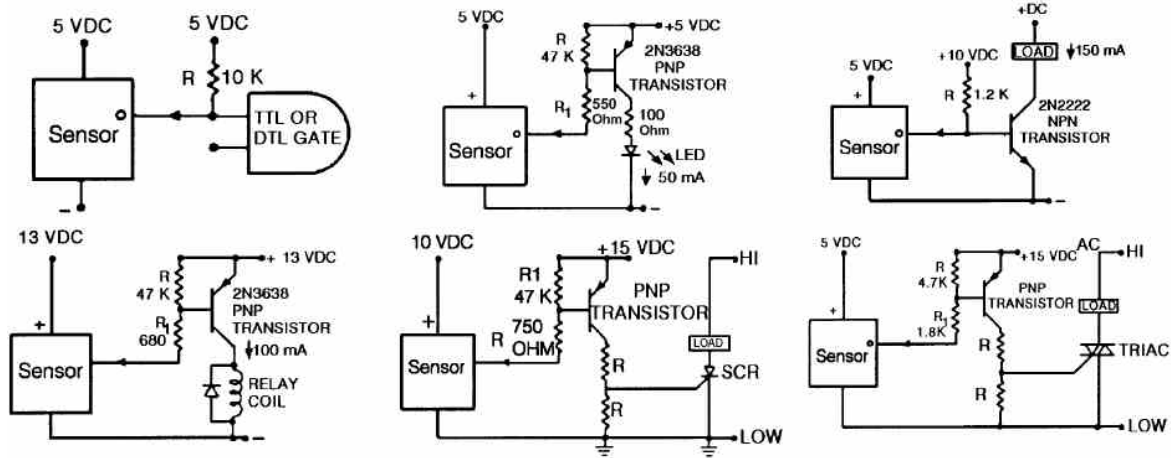 5 VDC
5 VDC
R
10 K
Sensor
TTL OR
DTL GATE
−
5 VDC
+5 VDC
R
47 K
2N3638
PNP
TRANSISTOR
+
R1
550
Ohm
100
Ohm
Sensor
LED
50 mA
−
+DC
LOAD
150 mA
+10 VDC
5 VDC
+
R
1.2 K
2N2222
NPN
TRANSISTOR
Sensor
−
13 VDC
+ 13 VDC
R
47 K
2N3638
PNP
TRANSISTOR
+
R1
680
100 mA
Sensor
RELAY
COIL
−
10 VDC
+15 VDC
HI
R1
47 K
PNP
TRANSISTOR
+
R
750
OHM
LOAD
Sensor
R
SCR
R
LOW
5 VDC
+15 VDC
AC
HI
R
4.7K
PNP
TRANSISTOR
LOAD
+
R1
1.8K
Sensor
R
TRIAC
R
LOW